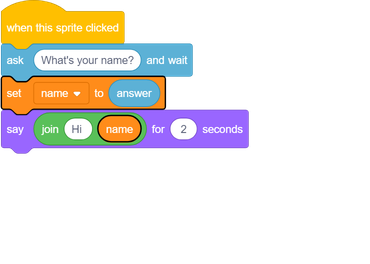 when this sprite clicked
ask What's your name? and wait
set name to answer
say join Hi name for 2 seconds